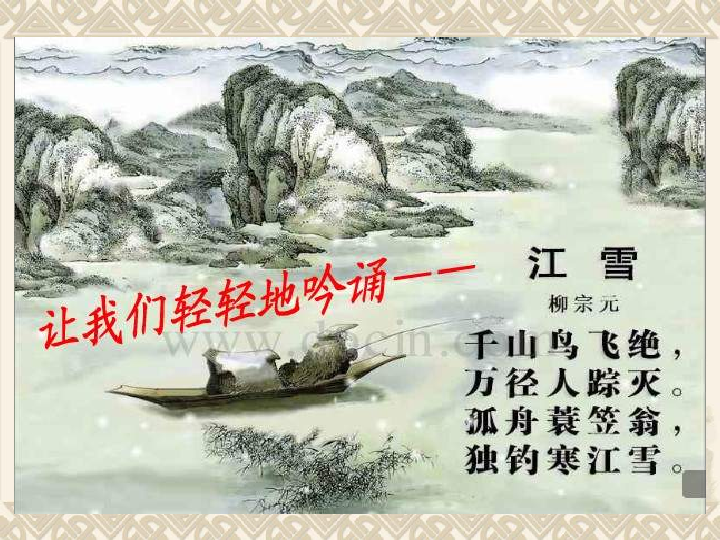 让我们轻轻地吟诵——
www.docin.com
江 雪
柳宗元
千山鸟飞绝，
万径人踪灭。
孤舟蓑笠翁，
独钓寒江雪。